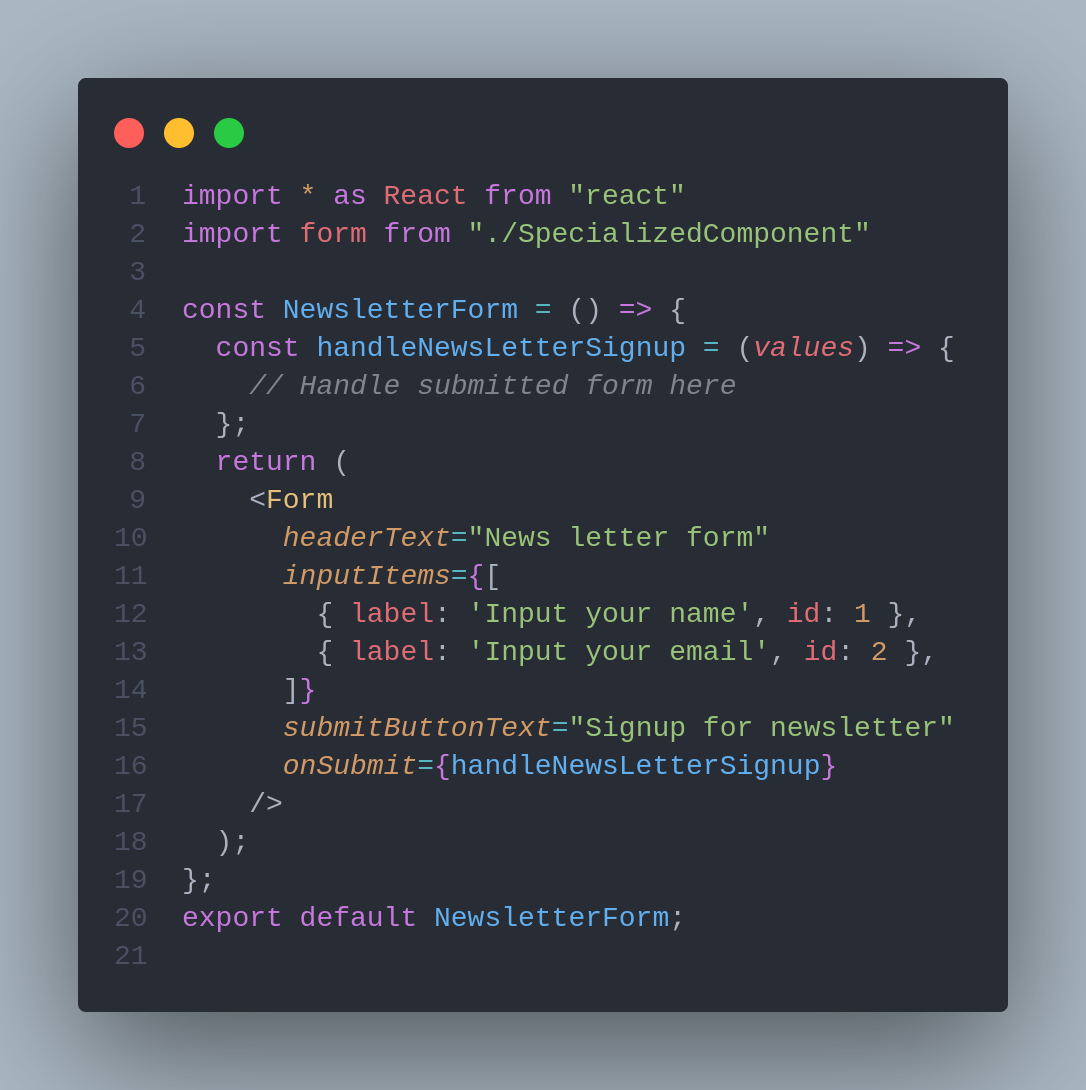 1 import * as React from "react"
2 import form from "./SpecializedComponent"
3
4 const NewsletterForm = () => {
5   const handleNewsLetterSignup = (values) => {
6     // Handle submitted form here
7   };
8   return (
9     <Form
10       headerText="News letter form"
11       inputItems={[
12         { label: 'Input your name', id: 1 },
13         { label: 'Input your email', id: 2 },
14       ]}
15       submitButtonText="Signup for newsletter"
16       onSubmit={handleNewsLetterSignup}
17     />
18   );
19 };
20 export default NewsletterForm;
21